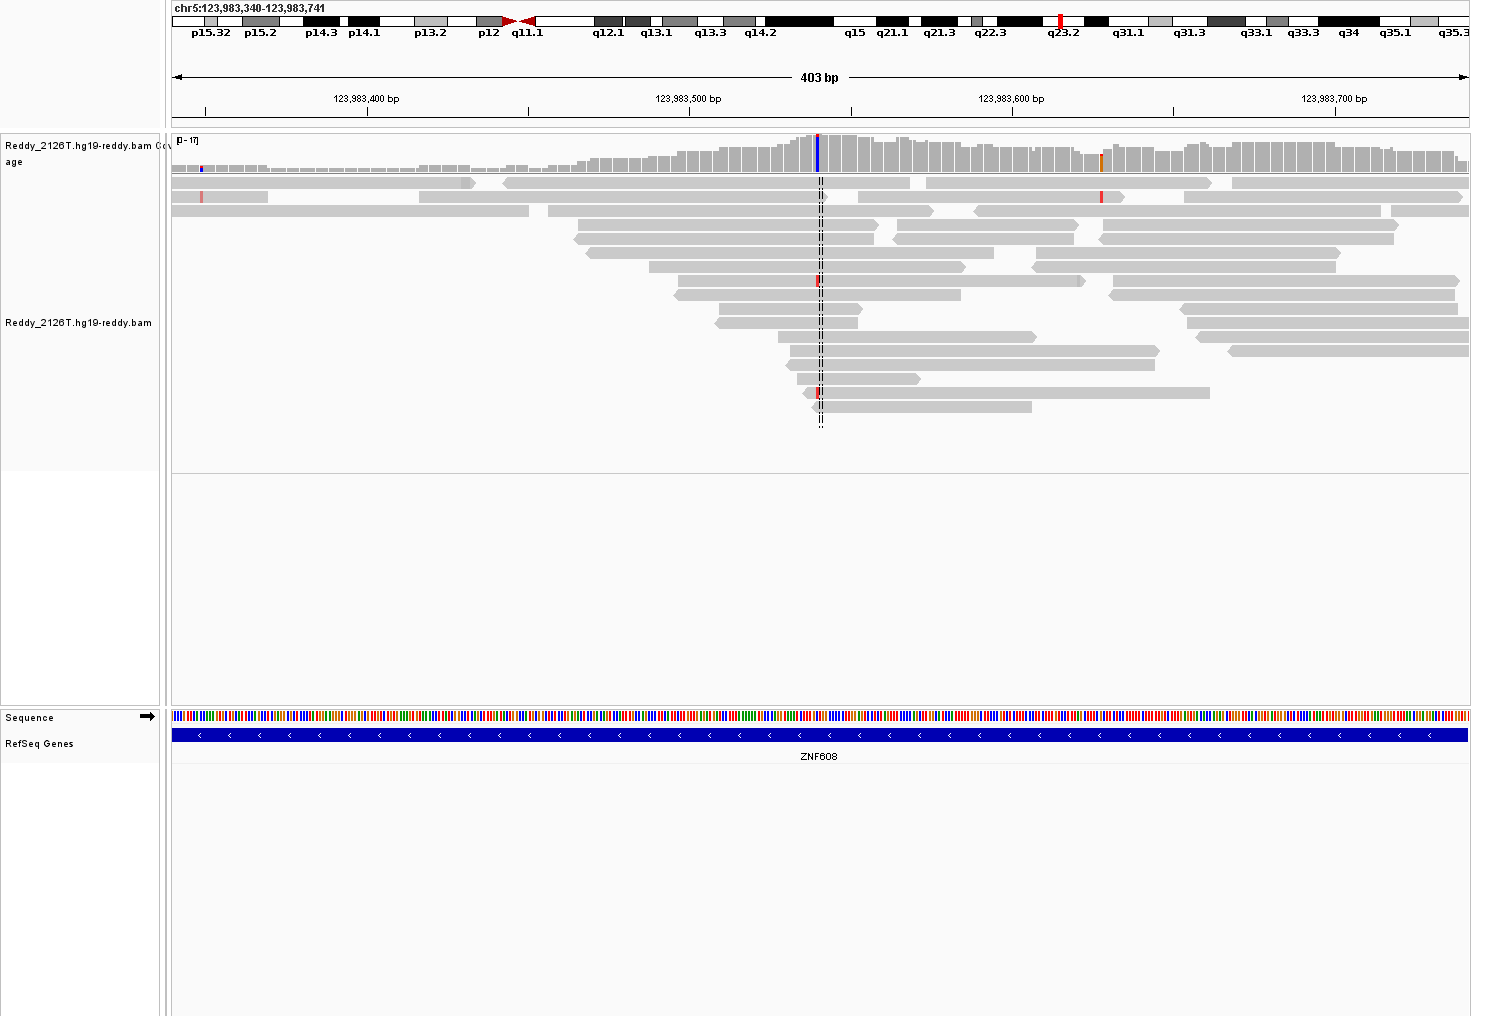 chr5:123,983,340-123,983,741
p15.32 p15.2 p14.3 p14.1 p13.2 p12 q11.1 q12.1 q13.1 q13.3 q14.2 q15 q21.1 q21.3 q22.3 q23.2 q31.1 q31.3 q33.1 q33.3 q34 q35.1 q35.3
403 bp
123,983,400 bp 123,983,500 bp 123,983,600 bp 123,983,700 bp
Reddy_2126T.hg19-reddy.bam Cov
age
[0 - 17]
Reddy_2126T.hg19-reddy.bam
Sequence
RefSeq Genes
ZNF608